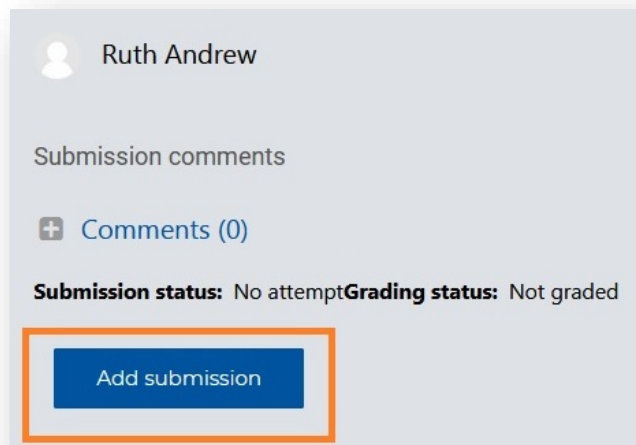 Ruth Andrew
Submission comments
Comments (0)
Submission status: No attemptGrading status: Not graded
Add submission